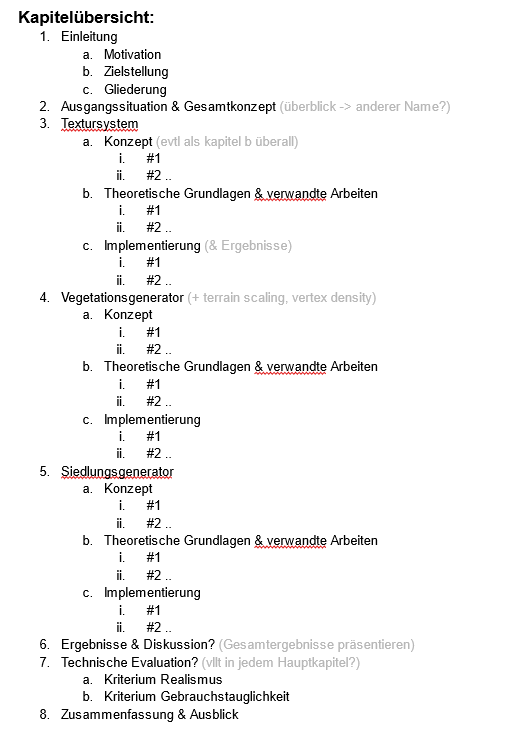 Kapitelübersicht:
1. Einleitung
a. Motivation
b. Zielstellung
c. Gliederung
2. Ausgangssituation & Gesamtkonzept (überblick -> anderer Name?)
3. Textursystem
a. Konzept (evtl als kapitel b überall)
i. #1
ii. #2 ..
b. Theoretische Grundlagen & verwandte Arbeiten
i. #1
ii. #2 ..
c. Implementierung (& Ergebnisse)
i. #1
ii. #2 ..
4. Vegetationsgenerator (+ terrain scaling, vertex density)
a. Konzept
i. #1
ii. #2 ..
b. Theoretische Grundlagen & verwandte Arbeiten
i. #1
ii. #2 ..
c. Implementierung
i. #1
ii. #2 ..
5. Siedlungsgenerator
a. Konzept
i. #1
ii. #2 ..
b. Theoretische Grundlagen & verwandte Arbeiten
i. #1
ii. #2 ..
c. Implementierung
i. #1
ii. #2 ..
6. Ergebnisse & Diskussion? (Gesamtergebnisse präsentieren)
7. Technische Evaluation? (vllt in jedem Hauptkapitel?)
a. Kriterium Realismus
b. Kriterium Gebrauchstauglichkeit
8. Zusammenfassung & Ausblick